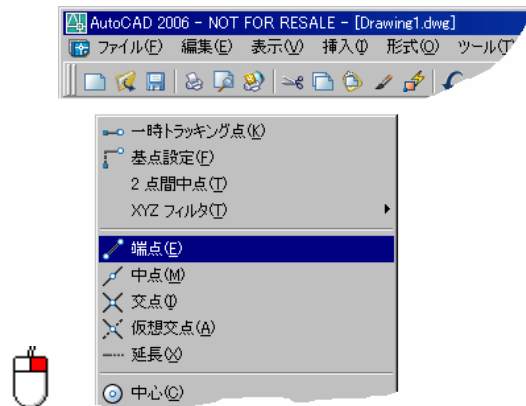 AutoCAD 2006 - NOT FOR RESALE - [Drawing1.dwg]
ファイル(F) 編集(E) 表示(V) 挿入(I) 形式(O) ツール(T)
一時トラッキング点(K)
基点設定(F)
2 点間中点(T)
XYZ フィルタ(T)
端点(E)
中点(M)
交点(I)
仮想交点(A)
延長(X)
中心(C)